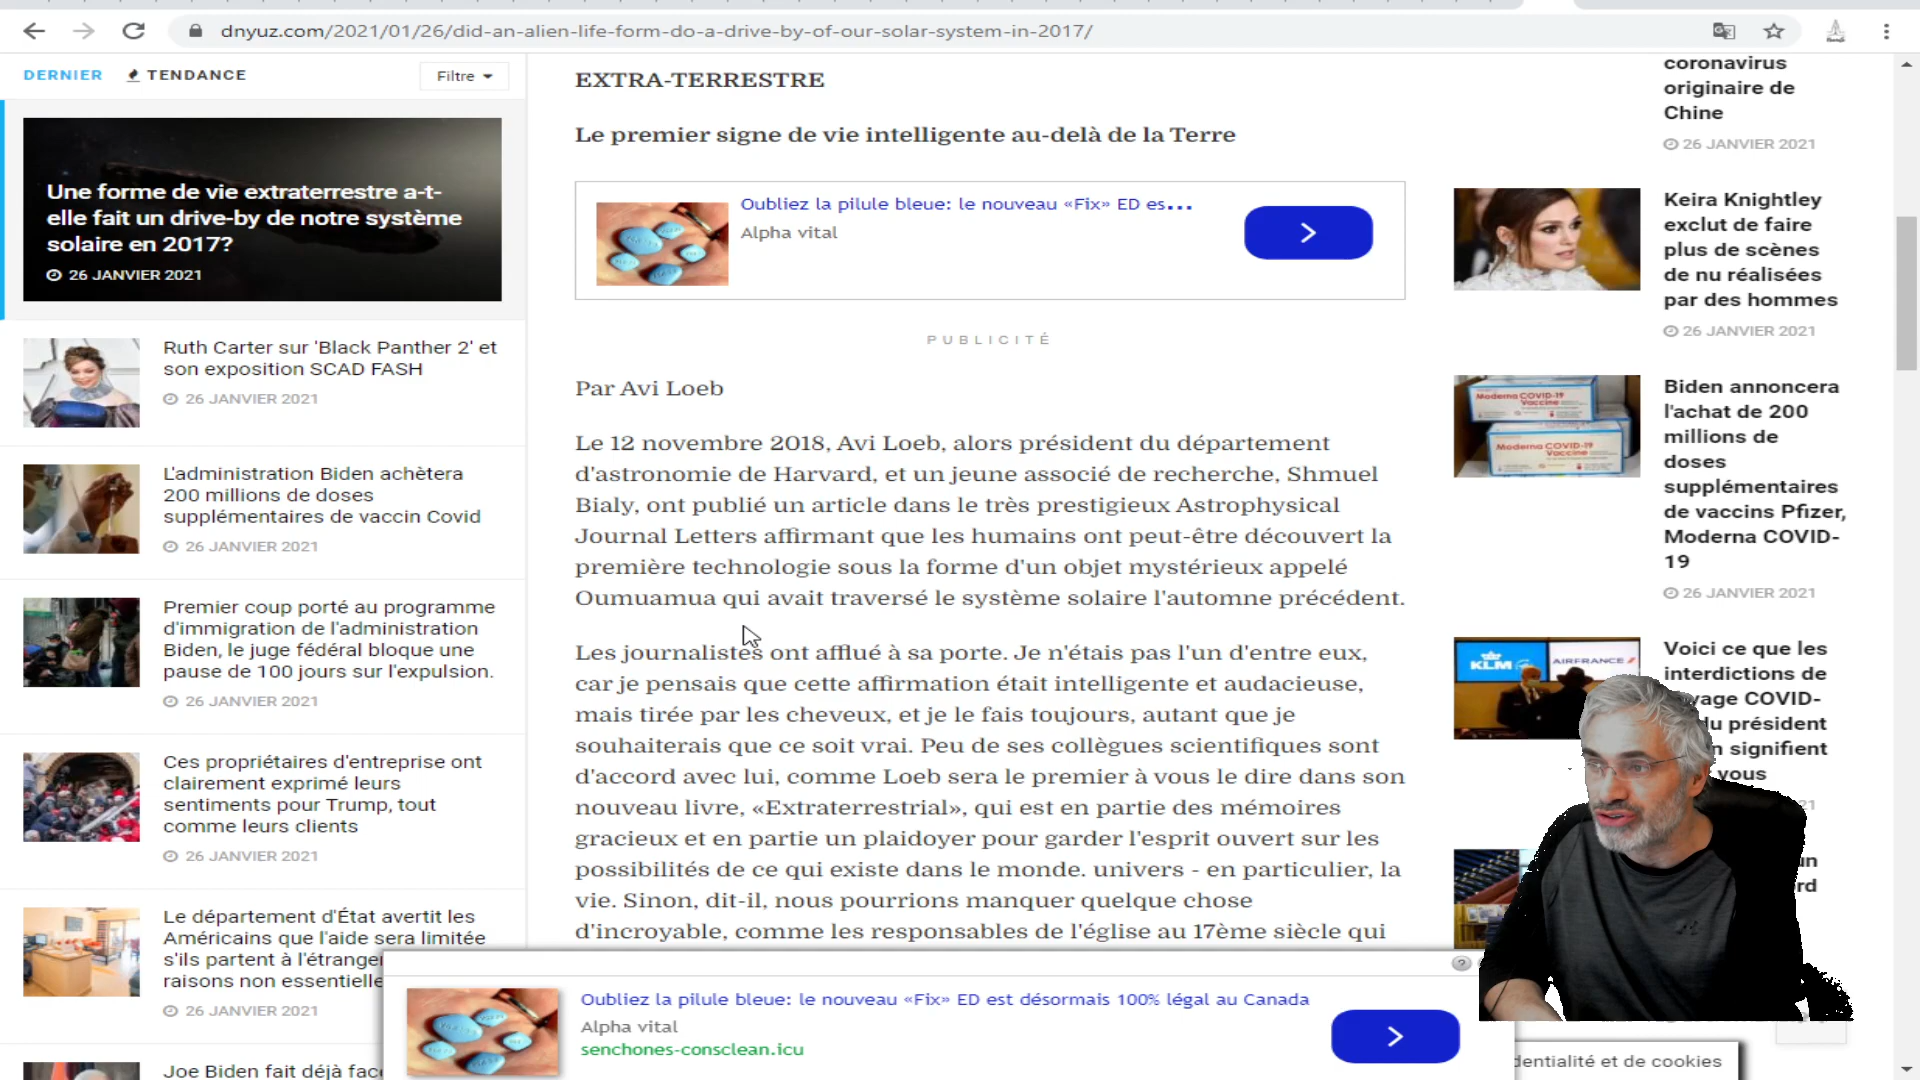 dnyuz.com/2021/01/26/did-an-alien-life-form-do-a-drive-by-of-our-solar-system-in-2017/
DERNIER
TENDANCE
Filtre
Une forme de vie extraterrestre a-t-
elle fait un drive-by de notre système
solaire en 2017?
26 JANVIER 2021
Ruth Carter sur 'Black Panther 2' et
son exposition SCAD FASH
26 JANVIER 2021
L'administration Biden achètera
200 millions de doses
supplémentaires de vaccin Covid
26 JANVIER 2021
Premier coup porté au programme
d'immigration de l'administration
Biden, le juge fédéral bloque une
pause de 100 jours sur l'expulsion.
26 JANVIER 2021
Ces propriétaires d'entreprise ont
clairement exprimé leurs
sentiments pour Trump, tout
comme leurs clients
26 JANVIER 2021
Le département d'État avertit les
Américains que l'aide sera limitée
s'ils partent à l'étranger
raisons non essentielle
26 JANVIER 2021
Joe Biden fait déjà face
EXTRA-TERRESTRE
Le premier signe de vie intelligente au-delà de la Terre
Oubliez la pilule bleue: le nouveau «Fix» ED es...
Alpha vital
PUBLICITÉ
Par Avi Loeb
Le 12 novembre 2018, Avi Loeb, alors président du département
d'astronomie de Harvard, et un jeune associé de recherche, Shmuel
Bialy, ont publié un article dans le très prestigieux Astrophysical
Journal Letters affirmant que les humains ont peut-être découvert la
première technologie sous la forme d'un objet mystérieux appelé
Oumuamua qui avait traversé le système solaire l'automne précédent.
Les journalistes ont afflué à sa porte. Je n'étais pas l'un d'entre eux,
car je pensais que cette affirmation était intelligente et audacieuse,
mais tirée par les cheveux, et je le fais toujours, autant que je
souhaiterais que ce soit vrai. Peu de ses collègues scientifiques sont
d'accord avec lui, comme Loeb sera le premier à vous le dire dans son
nouveau livre, «Extraterrestrial», qui est en partie des mémoires
gracieux et en partie un plaidoyer pour garder l'esprit ouvert sur les
possibilités de ce qui existe dans le monde. univers - en particulier, la
vie. Sinon, dit-il, nous pourrions manquer quelque chose
d'incroyable, comme les responsables de l'église au 17ème siècle qui
Oubliez la pilule bleue: le nouveau «Fix» ED est désormais 100% légal au Canada
Alpha vital
senchones-consclean.icu
coronavirus
originaire de
Chine
26 JANVIER 2021
Keira Knightley
exclut de faire
plus de scènes
de nu réalisées
par des hommes
26 JANVIER 2021
Moderna COVID-19
Vaccine
Moderna COVID-19
Biden annoncera
l'achat de 200
millions de
doses
supplémentaires
de vaccins Pfizer,
Moderna COVID-
19
26 JANVIER 2021
KLM
AIRFRANCE
Voici ce que les
interdictions de
COVID-
du président
signifient
vous
dentialité et de cookies